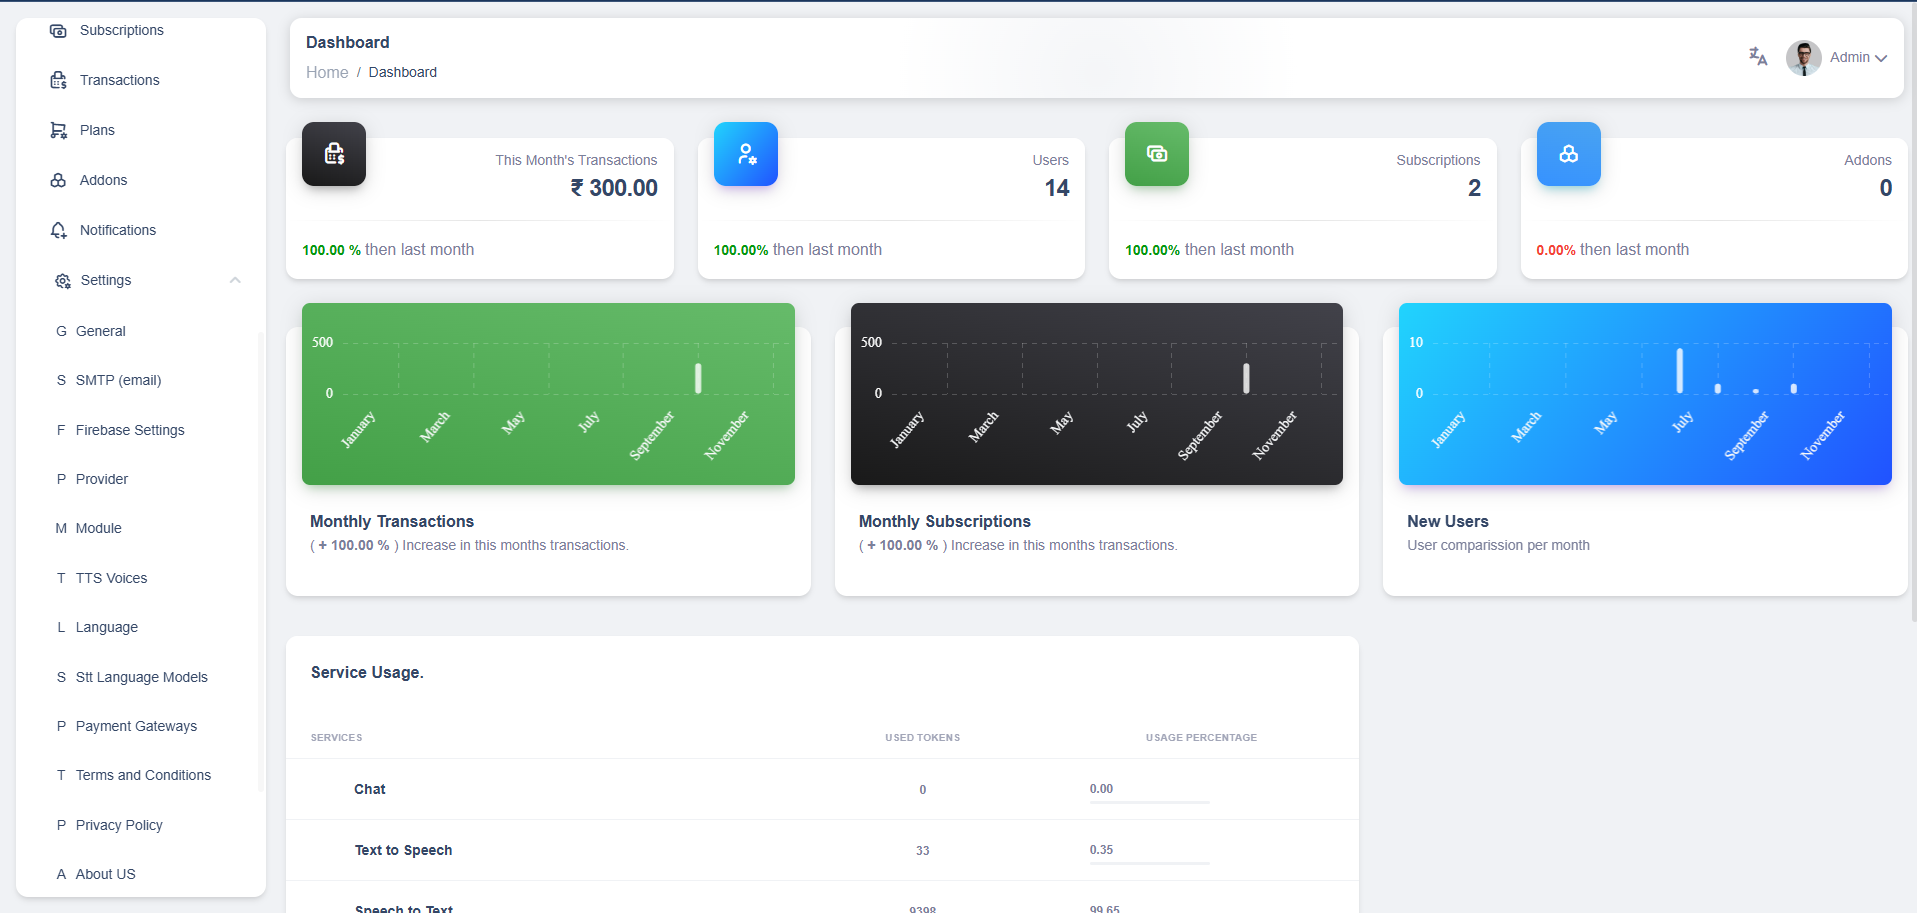 Subscriptions
Transactions
Plans
Addons
Notifications
Settings
G General
S SMTP (email)
F Firebase Settings
P Provider
M Module
T TTS Voices
L Language
S Stt Language Models
P Payment Gateways
T Terms and Conditions
P Privacy Policy
A About US
Dashboard
Home / Dashboard
Admin
This Month's Transactions
₹ 300.00
100.00 % then last month
Users
14
100.00% then last month
Subscriptions
2
100.00% then last month
Addons
0
0.00% then last month
500
0
January March May July September November
Monthly Transactions
( + 100.00 % ) Increase in this months transactions.
500
0
January March May July September November
Monthly Subscriptions
( + 100.00 % ) Increase in this months transactions.
10
0
January March May July September November
New Users
User comparission per month
Service Usage.
SERVICES USED TOKENS USAGE PERCENTAGE
Chat 0 0.00
Text to Speech 33 0.35
Speech to Text 9398 99.65